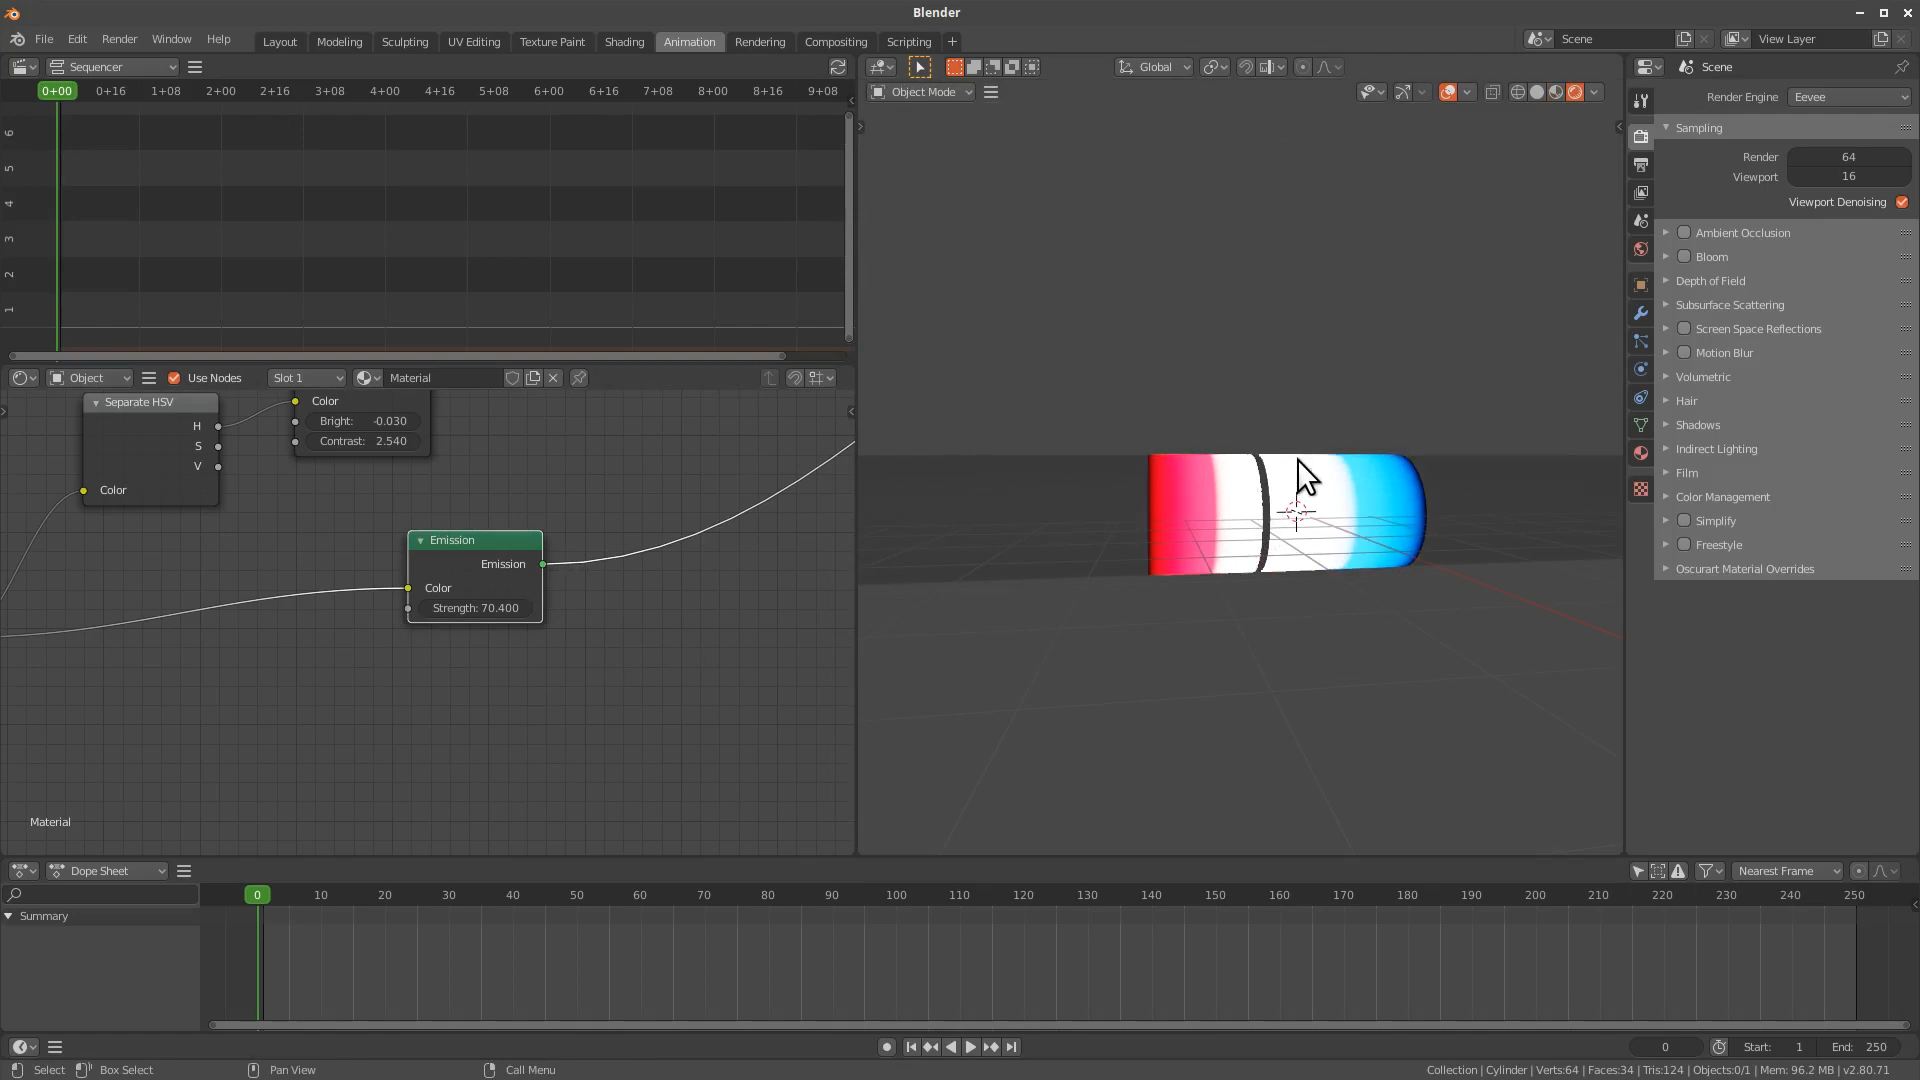 Blender
File Edit Render Window Help Layout Modeling Sculpting UV Editing Texture Paint Shading Animation Rendering Compositing Scripting + Scene View Layer
Sequencer
0+00 0+16 1+08 2+00 2+16 3+08 4+00 4+16 5+08 6+00 6+16 7+08 8+00 8+16 9+08
6
5
4
3
2
1
Global
Object Mode
Object Use Nodes Slot 1 Material
Separate HSV
H
S
V
Color
Color
Bright: -0.030
Contrast: 2.540
Emission
Emission
Color
Strength: 70.400
Material
Scene
Render Engine Eevee
Sampling
Render 64
Viewport 16
Viewport Denoising
Ambient Occlusion
Bloom
Depth of Field
Subsurface Scattering
Screen Space Reflections
Motion Blur
Volumetric
Hair
Shadows
Indirect Lighting
Film
Color Management
Simplify
Freestyle
Oscurart Material Overrides
Dope Sheet Nearest Frame
0 10 20 30 40 50 60 70 80 90 100 110 120 130 140 150 160 170 180 190 200 210 220 230 240 250
Summary
0 Start: 1 End: 250
Select Box Select Pan View Call Menu Collection | Cylinder | Verts:64 | Faces:34 | Tris:124 | Objects:0/1 | Mem: 96.2 MB | v2.80.71